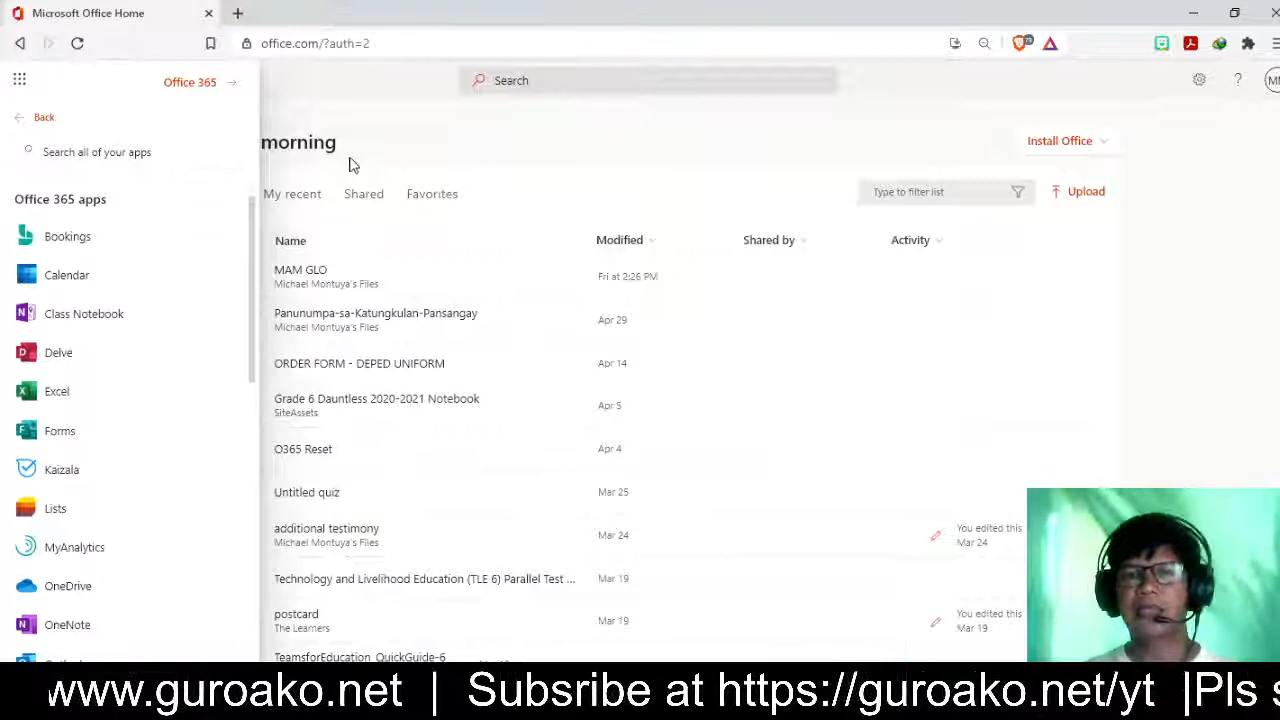 Microsoft Office Home
office.com/?auth=2
Office 365
Search
Back
morning
Install Office
Search all of your apps
My recent
Shared
Favorites
Type to filter list
Upload
Office 365 apps
Bookings
Calendar
Class Notebook
Delve
Excel
Forms
Kaizala
Lists
MyAnalytics
OneDrive
OneNote
Name
Modified
Shared by
Activity
MAM GLO
Michael Montuya's Files
Fri at 2:26 PM
Panunumpa-sa-Katungkulan-Pansangay
Michael Montuya's Files
Apr 29
ORDER FORM - DEPED UNIFORM
Apr 14
Grade 6 Dauntless 2020-2021 Notebook
SiteAssets
Apr 5
O365 Reset
Apr 4
Untitled quiz
Mar 25
additional testimony
Michael Montuya's Files
Mar 24
You edited this
Mar 24
Technology and Livelihood Education (TLE 6) Parallel Test ...
Mar 19
postcard
The Learners
Mar 19
You edited this
Mar 19
TeamsforEducation_QuickGuide-6
www.guroako.net | Subsribe at https://guroako.net/yt |Pls s